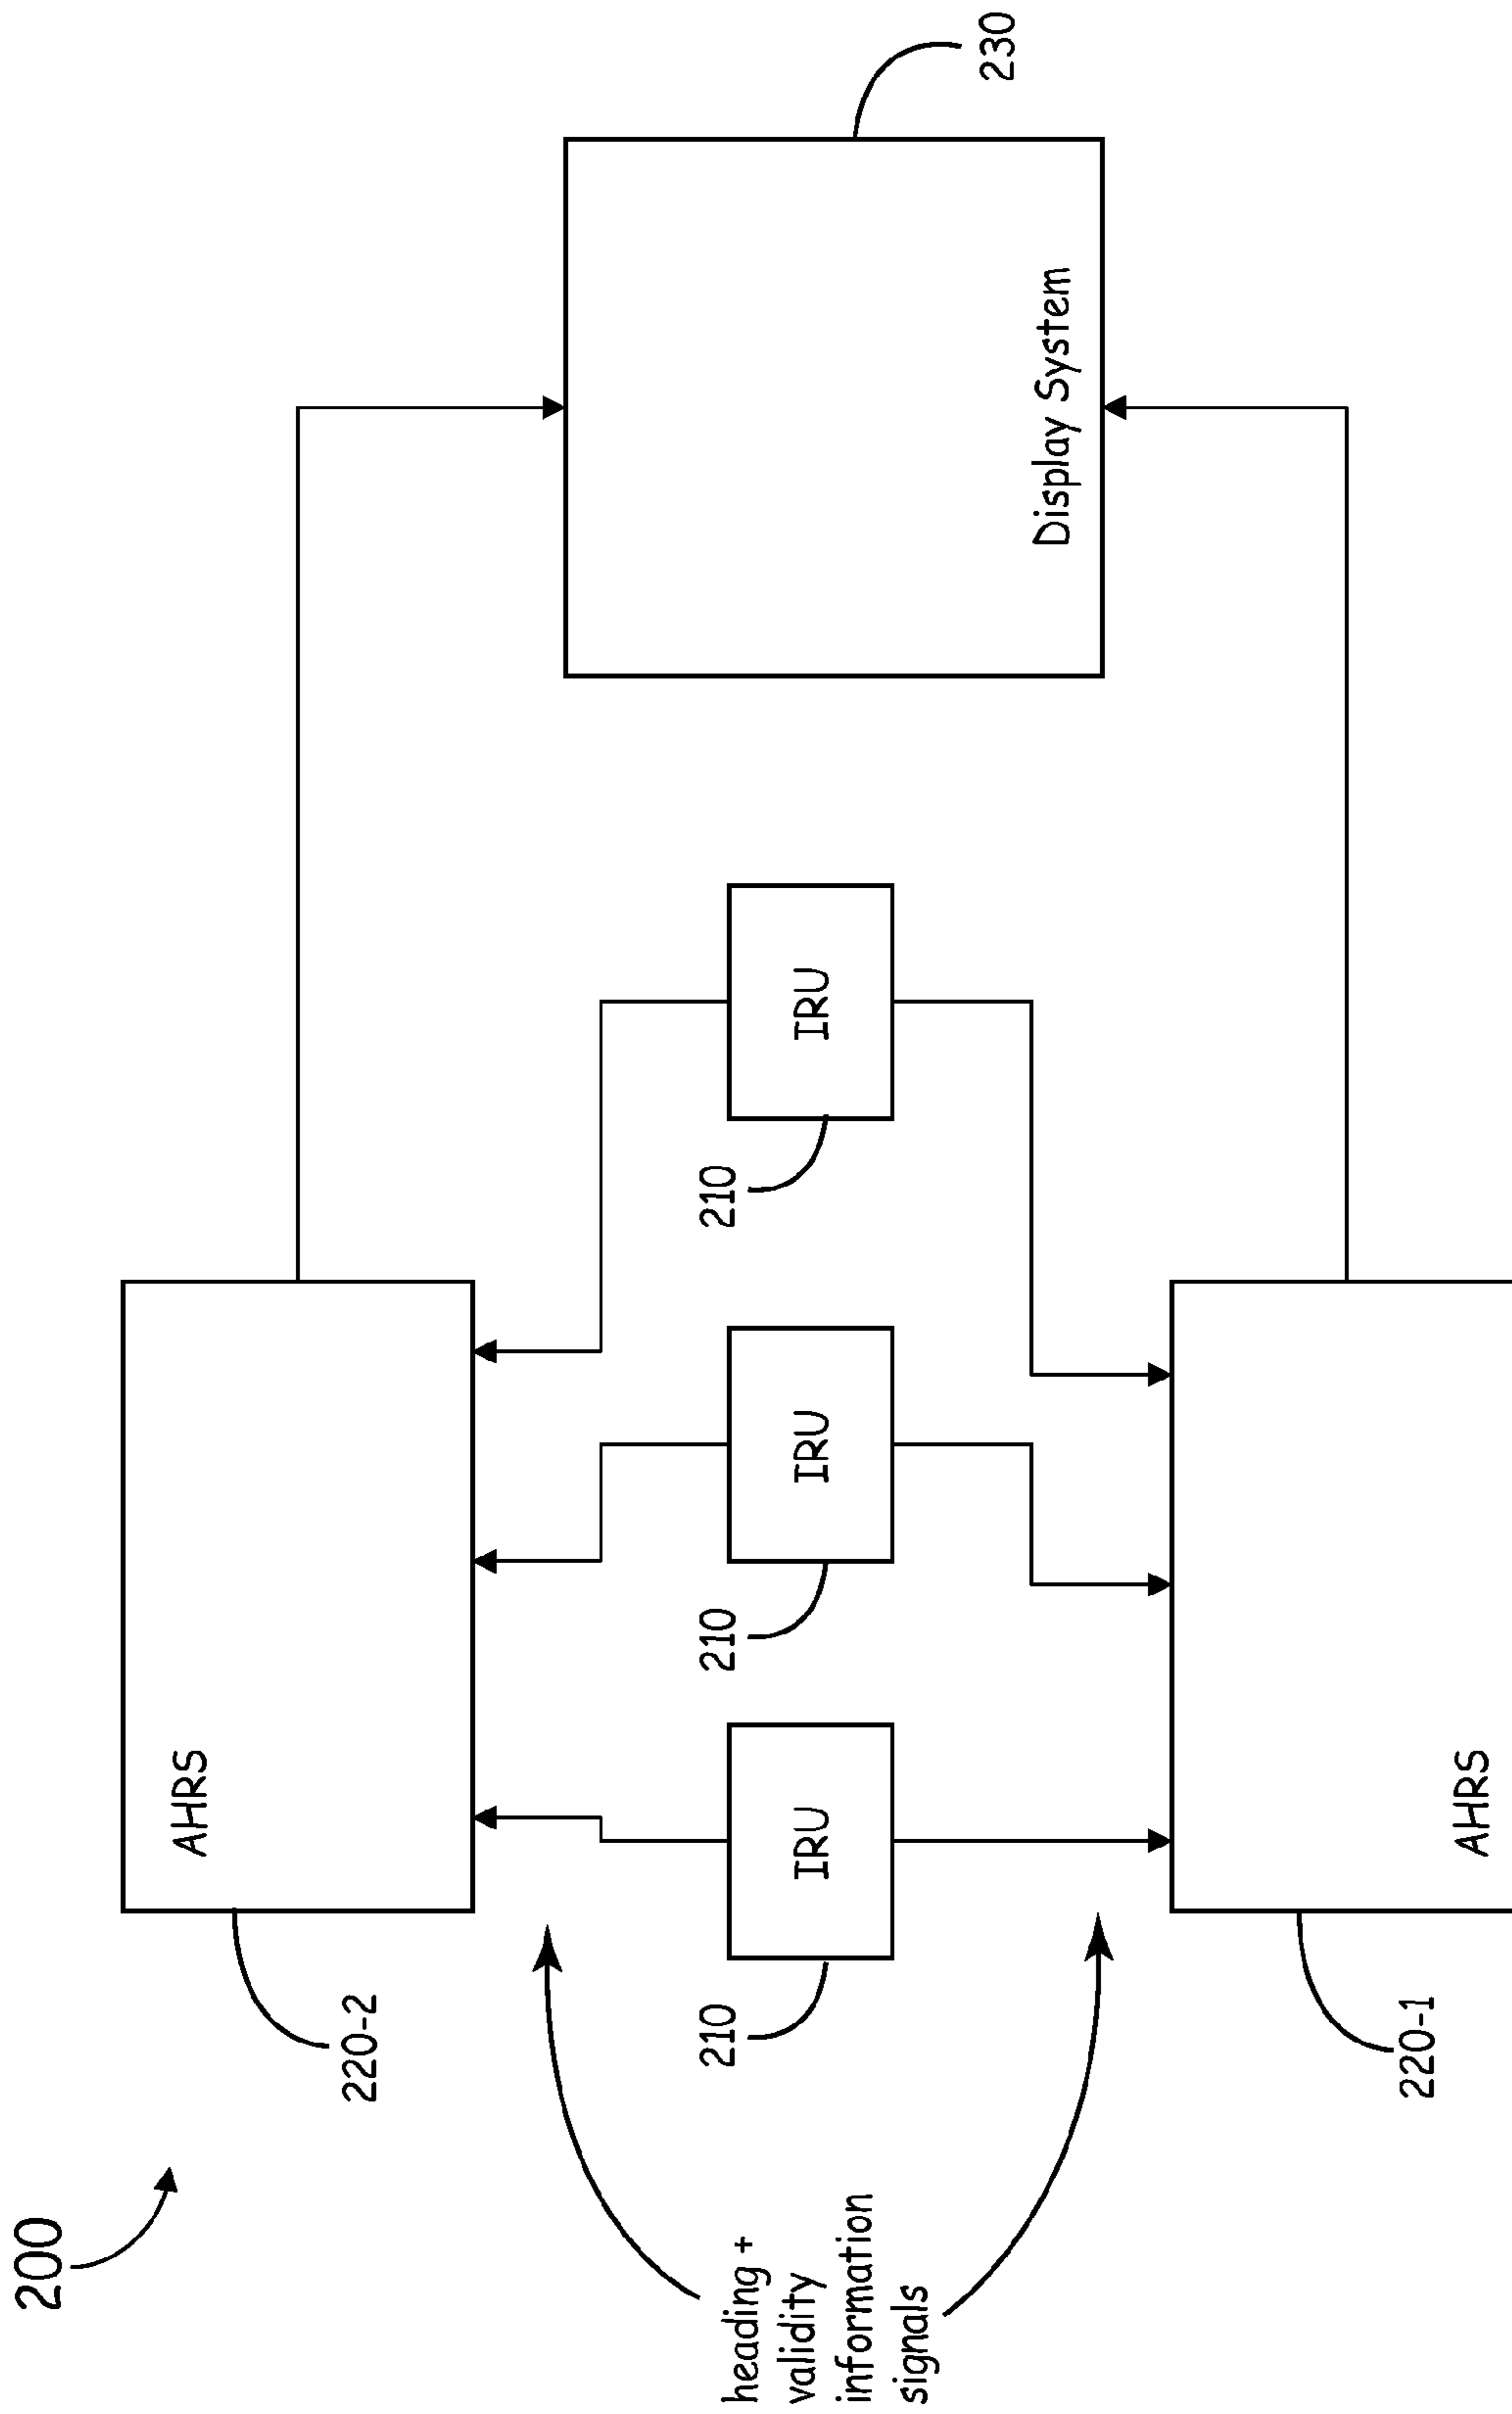 200
220-2
AHRS
heading +
validity
information
signals
210
IRU
210
IRU
210
IRU
Display System
230
220-1
AHRS